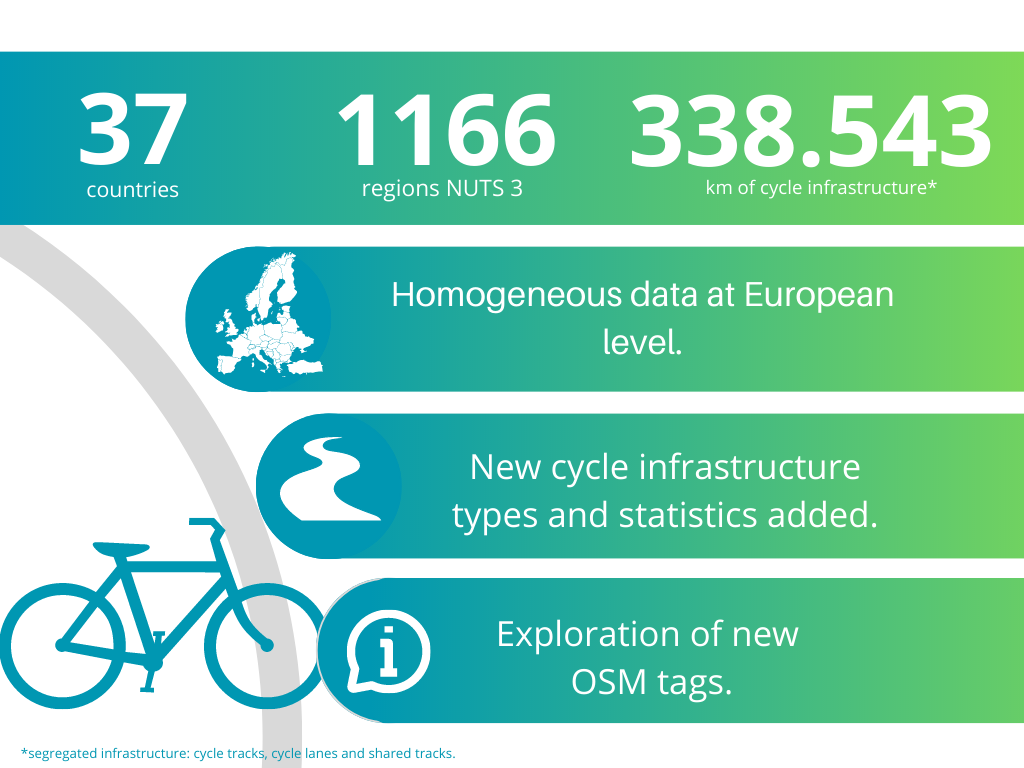 37 1166 338.543
countries regions NUTS 3 km of cycle infrastructure*
Homogeneous data at European
level.
New cycle infrastructure
types and statistics added.
Exploration of new
OSM tags.
*segregated infrastructure: cycle tracks, cycle lanes and shared tracks.